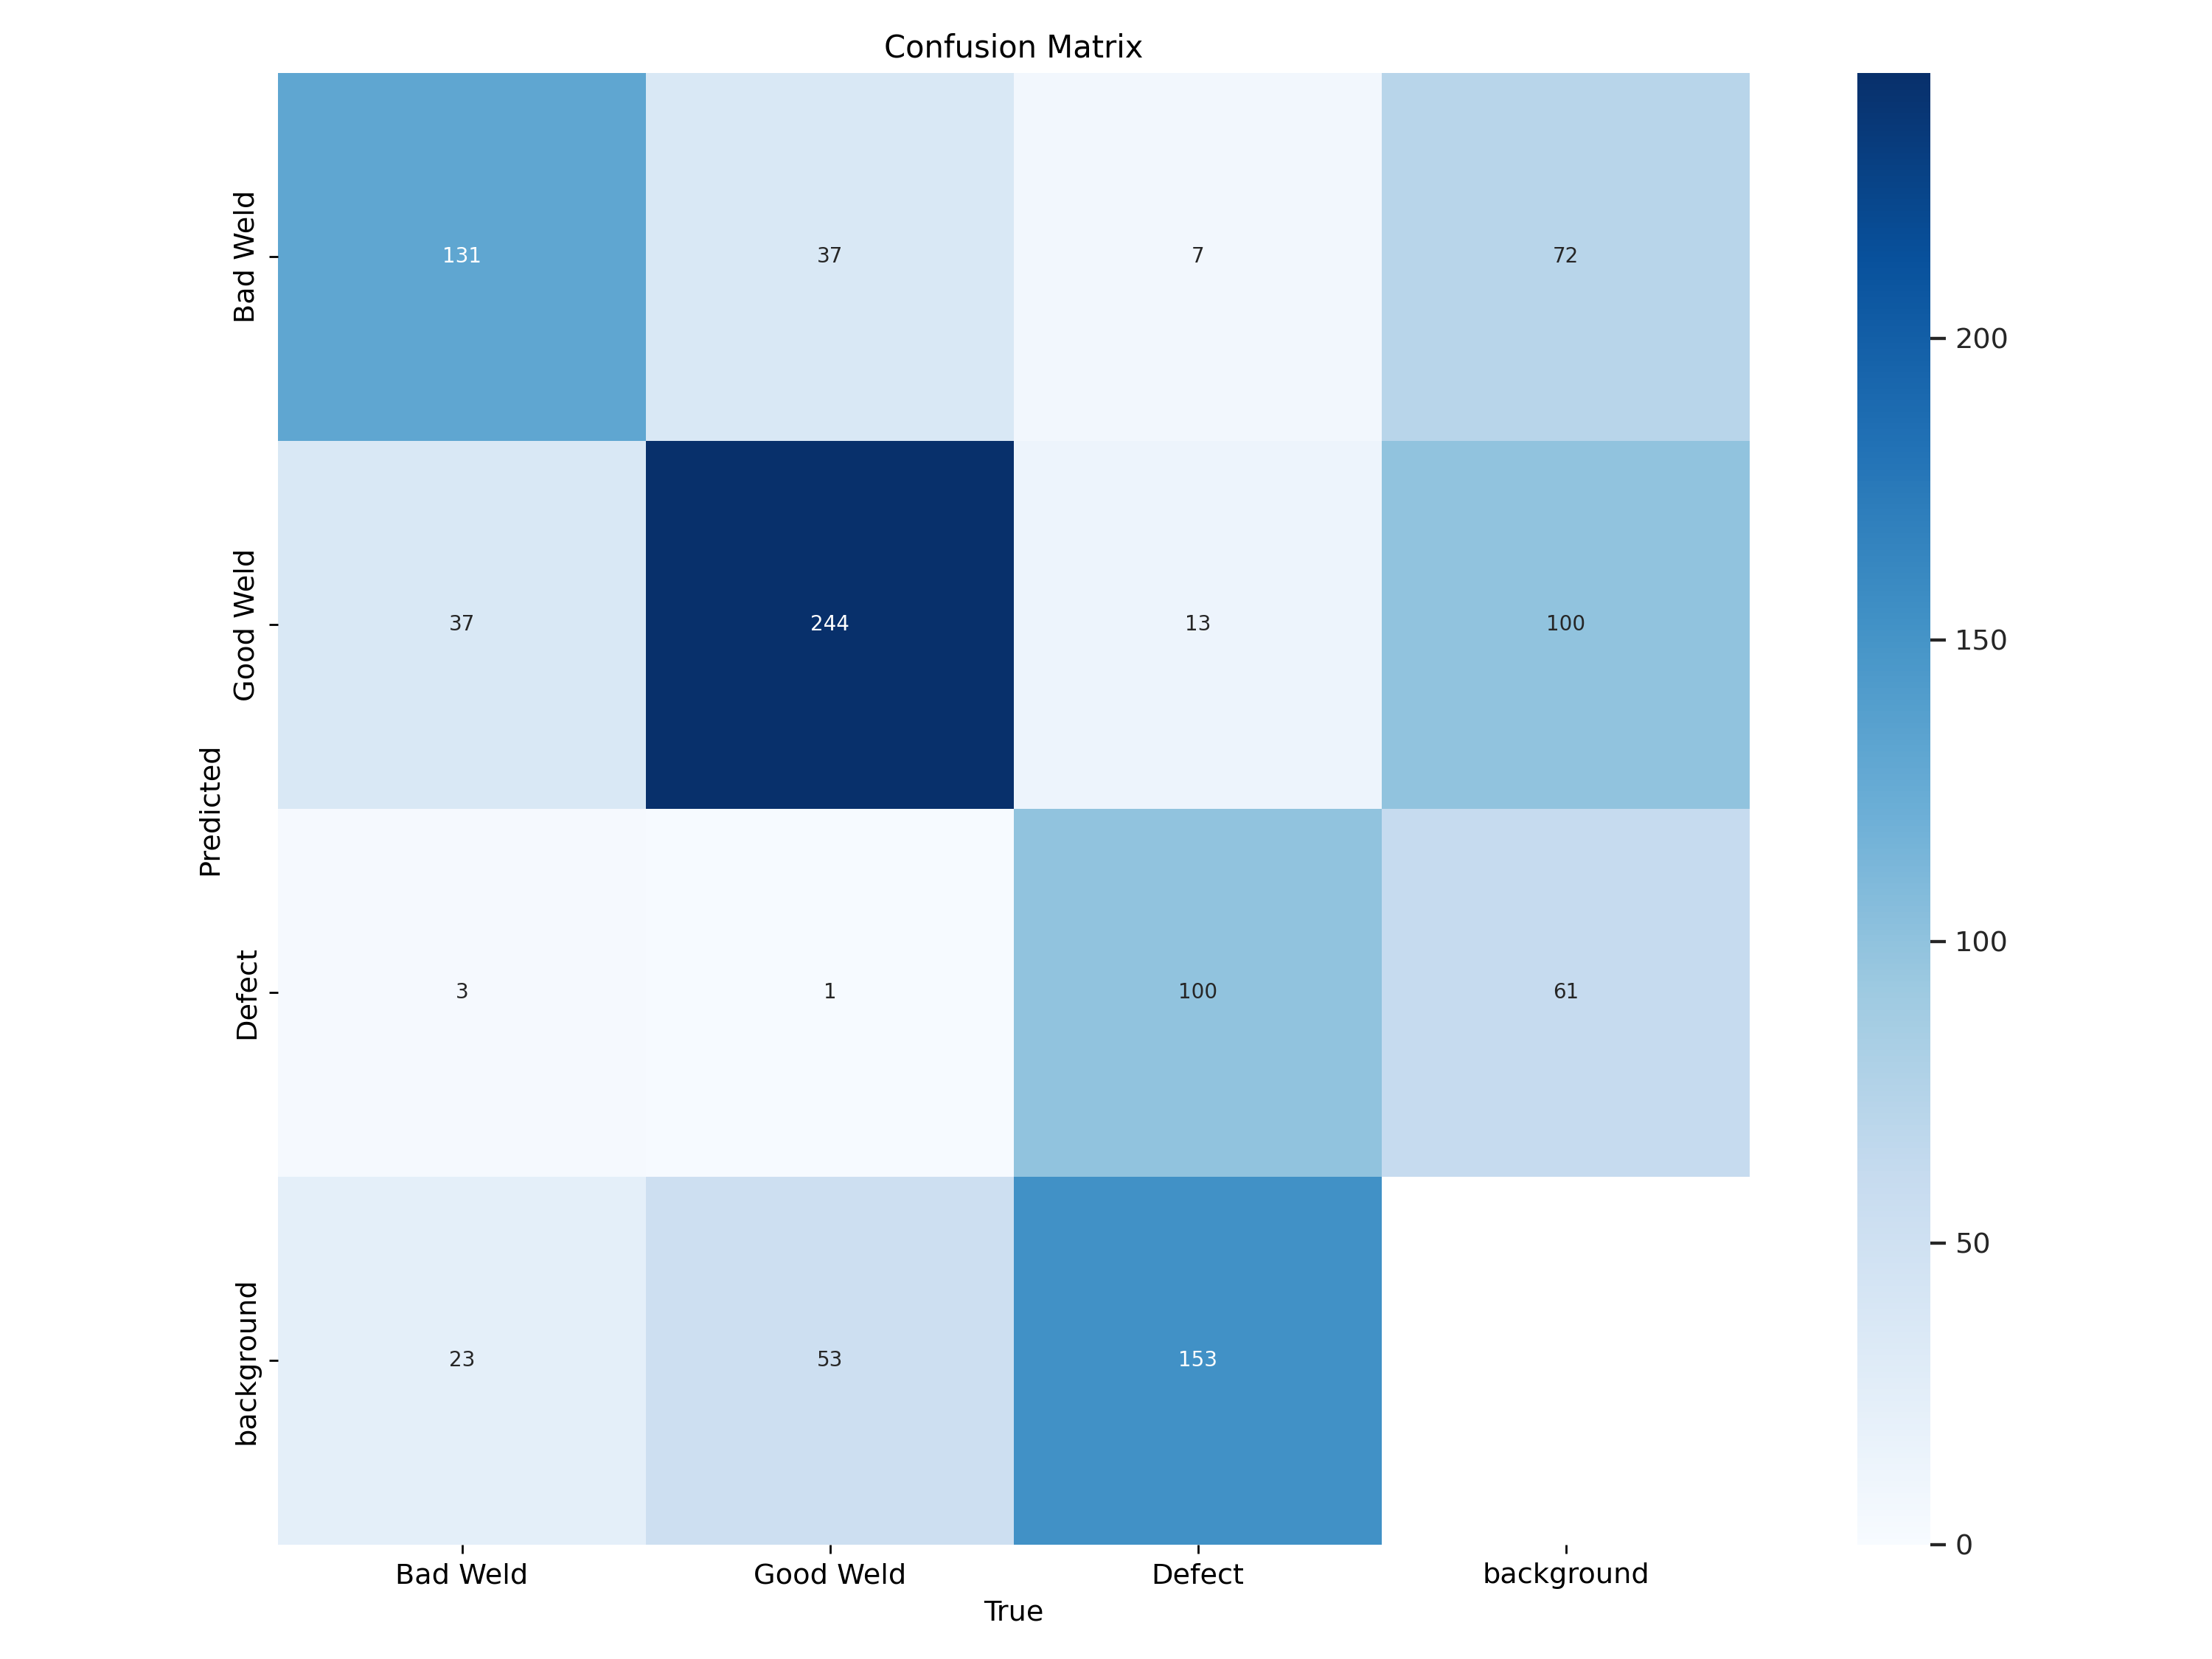 Confusion Matrix
Bad Weld
131
37
7
72
200
Good Weld
37
244
13
100
150
Predicted
Defect
3
1
100
61
100
background
23
53
153
50
0
Bad Weld
Good Weld
Defect
background
True